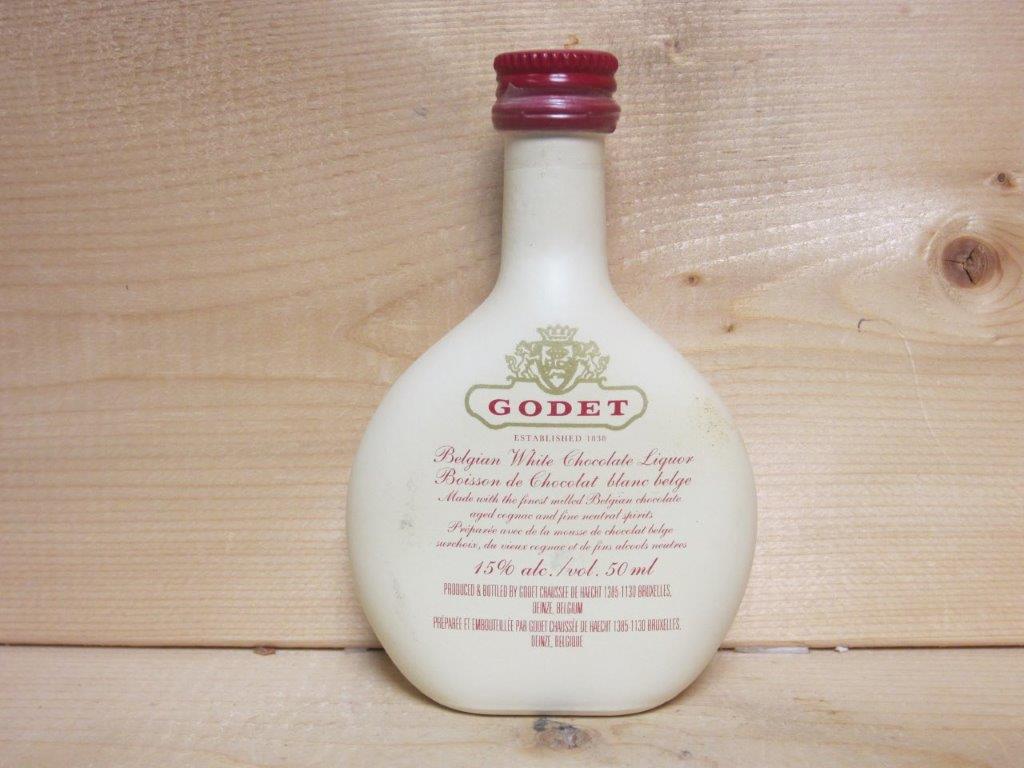 GODET
ESTABLISHED 1838
Belgian White Chocolate Liquor
Boisson de Chocolat blanc belge
Made with the finest milled Belgian chocolate
aged cognac and fine neutral spirits
Préparée avec de la mousse de chocolat belge
surchoix, du vieux cognac et de fins alcools neutres
15% alc./vol. 50 ml
PRODUCED & BOTTLED BY GODET CHAUSSEE DE HAECHT 1385 1130 BRUXELLES,
DEINZE, BELGIUM
PRÉPARÉE ET EMBOUTEILLÉE PAR GODET CHAUSSÉE DE HAECHT 1385 1130 BRUXELLES,
DEINZE, BELGIQUE